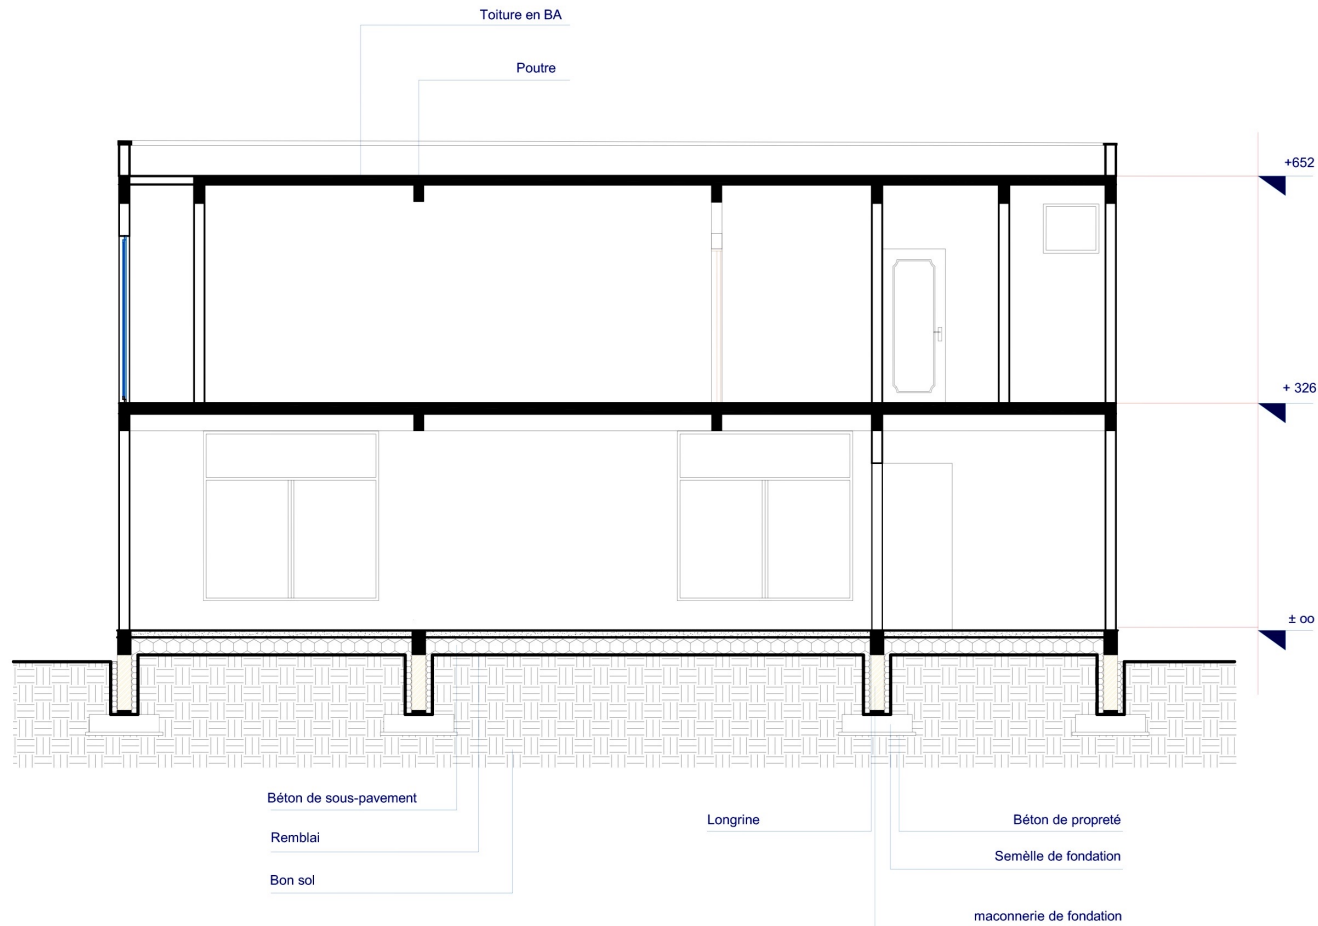 Toiture en BA
Poutre
+652
+ 326
± oo
Béton de sous-pavement
Longrine
Béton de propreté
Remblai
Semèlle de fondation
Bon sol
maconnerie de fondation